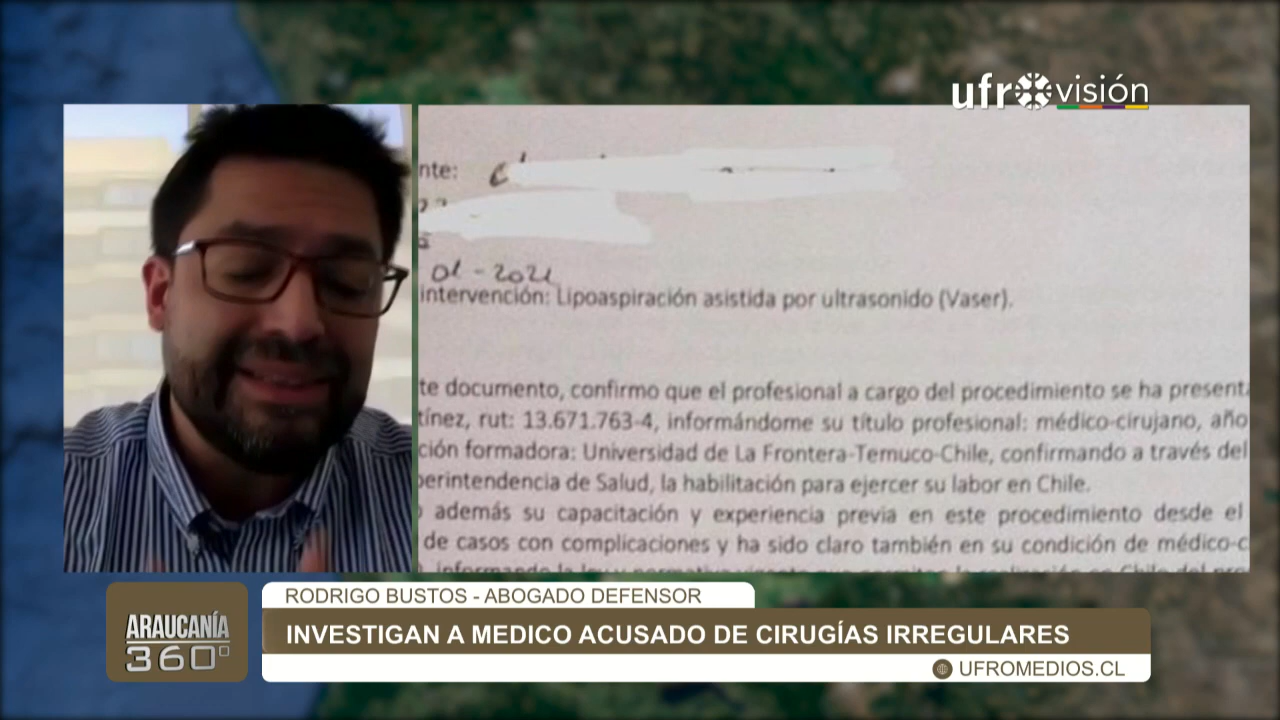 ufrovisión
nte:
01 - 2021
intervención: Lipoaspiración asistida por ultrasonido (Vaser).
te documento, confirmo que el profesional a cargo del procedimiento se ha present
tínez, rut: 13.671.763-4, informándome su título profesional: médico-cirujano, año
ción formadora: Universidad de La Frontera-Temuco-Chile, confirmando a través del
perintendencia de Salud, la habilitación para ejercer su labor en Chile.
además su capacitación y experiencia previa en este procedimiento desde el
de casos con complicaciones y ha sido claro también en su condición de médico-c
RODRIGO BUSTOS - ABOGADO DEFENSOR
ARAUCANÍA
360°
INVESTIGAN A MEDICO ACUSADO DE CIRUGÍAS IRREGULARES
UFROMEDIOS.CL